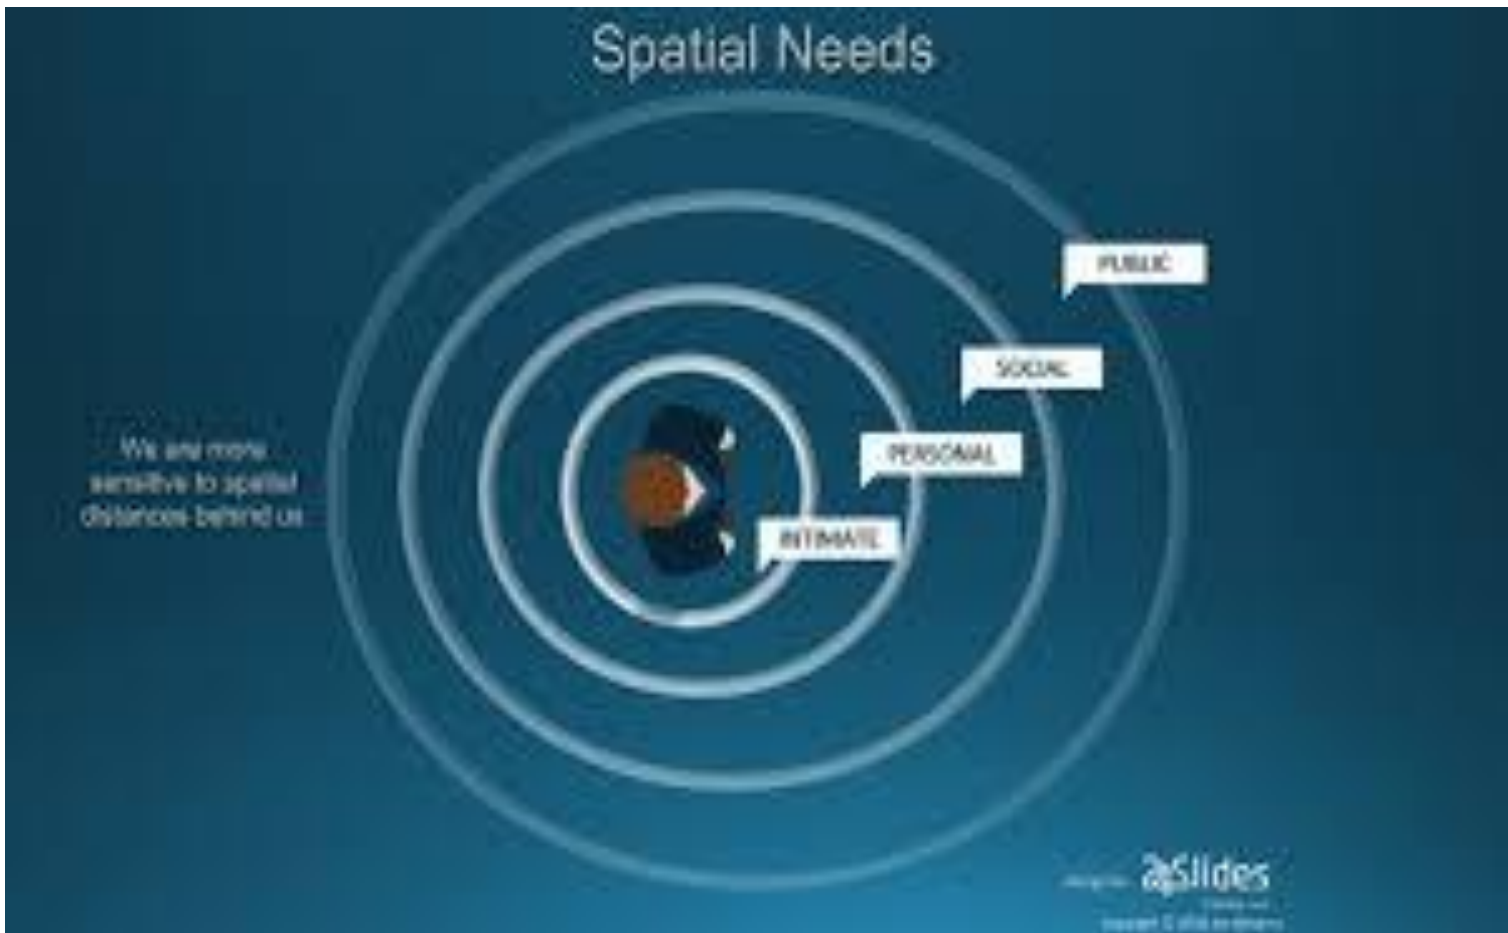 Spatial Needs
PUBLIC
SOCIAL
PERSONAL
INTIMATE
We are more
sensitive to spatial
distances behind us
Slides